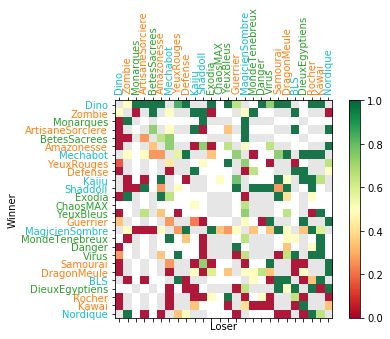 Dino
Zombie
Monarques
ArtisaneSorciere
BetesSacrees
Amazonesse
Mechabot
YeuxRouges
Defense
Kaiju
Shaddoll
Exodia
ChaosMAX
YeuxBleus
Guerrier
MagicienSombre
MondeTenebreux
Danger
Virus
Samourai
DragonMeule
BLS
DieuxEgyptiens
Rocher
Kawai
Nordique
Winner
Dino
Zombie
Monarques
ArtisaneSorciere
BetesSacrees
Amazonesse
Mechabot
YeuxRouges
Defense
Kaiju
Shaddoll
Exodia
ChaosMAX
YeuxBleus
Guerrier
MagicienSombre
MondeTenebreux
Danger
Virus
Samourai
DragonMeule
BLS
DieuxEgyptiens
Rocher
Kawai
Nordique
Loser
1.0
0.8
0.6
0.4
0.2
0.0